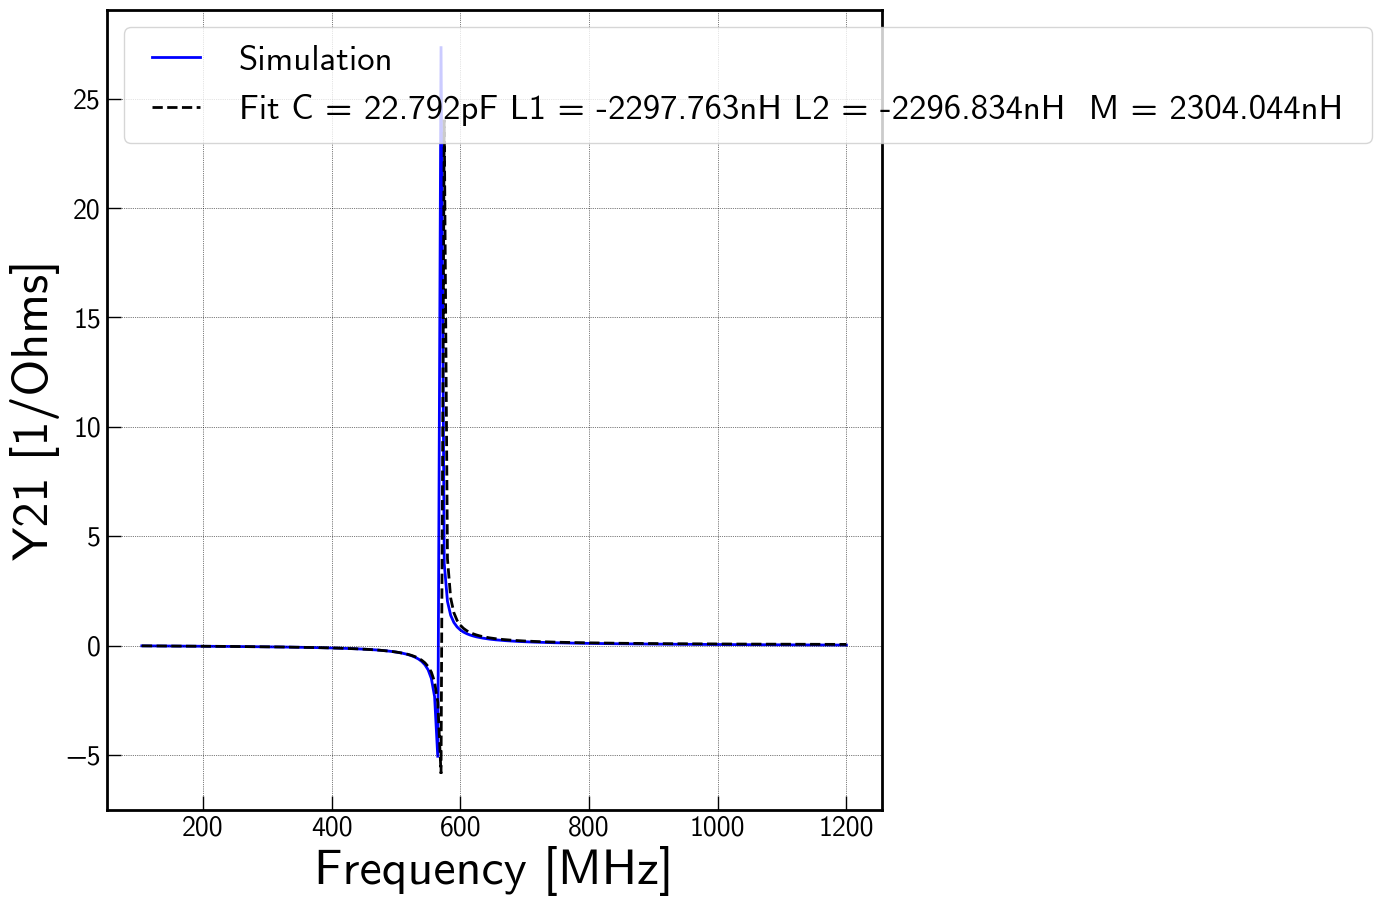 Simulation
Fit C = 22.792pF L1 = -2297.763nH L2 = -2296.834nH M = 2304.044nH
25
20
15
10
5
0
−5
Y21 [1/Ohms]
200 400 600 800 1000 1200
Frequency [MHz]